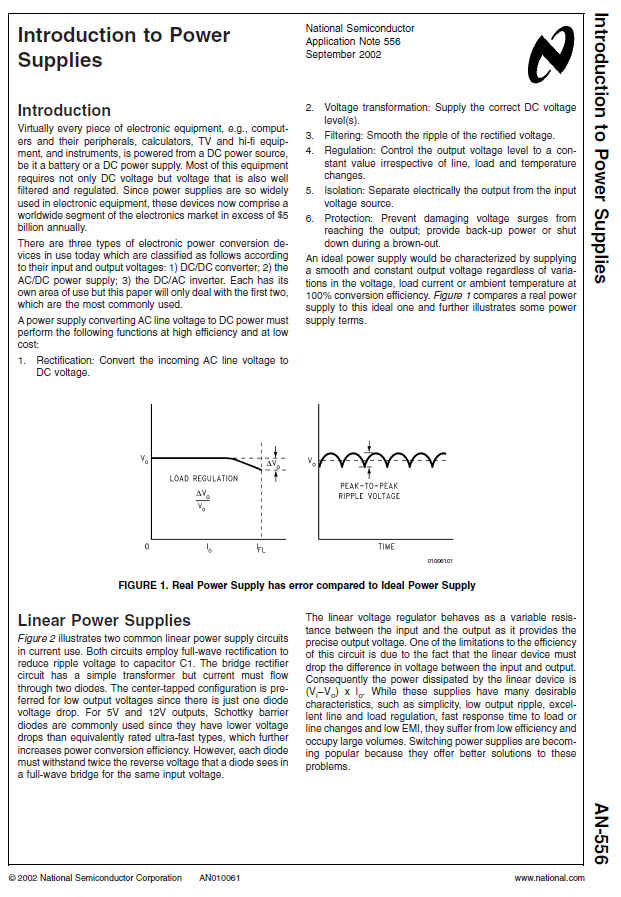 Introduction to Power
Supplies
National Semiconductor
Application Note 556
September 2002
Introduction
Virtually every piece of electronic equipment, e.g., comput-
ers and their peripherals, calculators, TV and hi-fi equip-
ment, and instruments, is powered from a DC power source,
be it a battery or a DC power supply. Most of this equipment
requires not only DC voltage but voltage that is also well
filtered and regulated. Since power supplies are so widely
used in electronic equipment, these devices now comprise a
worldwide segment of the electronics market in excess of $5
billion annually.
There are three types of electronic power conversion de-
vices in use today which are classified as follows according
to their input and output voltages: 1) DC/DC converter; 2) the
AC/DC power supply; 3) the DC/AC inverter. Each has its
own area of use but this paper will only deal with the first two,
which are the most commonly used.
A power supply converting AC line voltage to DC power must
perform the following functions at high efficiency and at low
cost:
1. Rectification: Convert the incoming AC line voltage to
DC voltage.
2. Voltage transformation: Supply the correct DC voltage
level(s).
3. Filtering: Smooth the ripple of the rectified voltage.
4. Regulation: Control the output voltage level to a con-
stant value irrespective of line, load and temperature
changes.
5. Isolation: Separate electrically the output from the input
voltage source.
6. Protection: Prevent damaging voltage surges from
reaching the output; provide back-up power or shut
down during a brown-out.
An ideal power supply would be characterized by supplying
a smooth and constant output voltage regardless of varia-
tions in the voltage, load current or ambient temperature at
100% conversion efficiency. Figure 1 compares a real power
supply to this ideal one and further illustrates some power
supply terms.
Vo
ΔVo
LOAD REGULATION
ΔVo
Vo
0
Io
IFL
Vo
PEAK-TO-PEAK
RIPPLE VOLTAGE
TIME
01006101
FIGURE 1. Real Power Supply has error compared to Ideal Power Supply
Linear Power Supplies
Figure 2 illustrates two common linear power supply circuits
in current use. Both circuits employ full-wave rectification to
reduce ripple voltage to capacitor C1. The bridge rectifier
circuit has a simple transformer but current must flow
through two diodes. The center-tapped configuration is pre-
ferred for low output voltages since there is just one diode
voltage drop. For 5V and 12V outputs, Schottky barrier
diodes are commonly used since they have lower voltage
drops than equivalently rated ultra-fast types, which further
increases power conversion efficiency. However, each diode
must withstand twice the reverse voltage that a diode sees in
a full-wave bridge for the same input voltage.
The linear voltage regulator behaves as a variable resis-
tance between the input and the output as it provides the
precise output voltage. One of the limitations to the efficiency
of this circuit is due to the fact that the linear device must
drop the difference in voltage between the input and output.
Consequently the power dissipated by the linear device is
(Vi–Vo) x Io. While these supplies have many desirable
characteristics, such as simplicity, low output ripple, excel-
lent line and load regulation, fast response time to load or
line changes and low EMI, they suffer from low efficiency and
occupy large volumes. Switching power supplies are becom-
ing popular because they offer better solutions to these
problems.
Introduction to Power Supplies
AN-556
© 2002 National Semiconductor Corporation AN010061
www.national.com